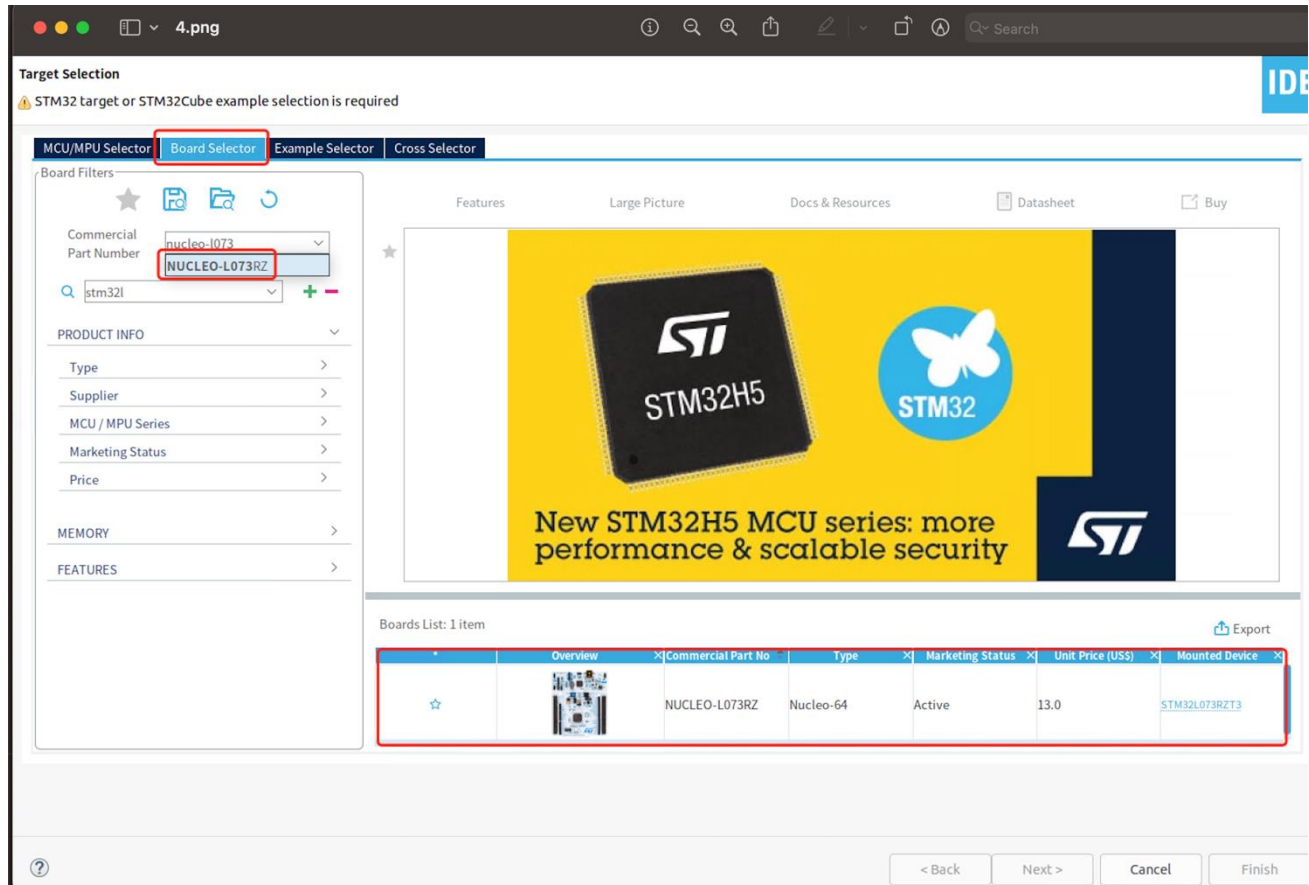 4.png
Search
Target Selection
STM32 target or STM32Cube example selection is required
IDE
MCU/MPU Selector
Board Selector
Example Selector
Cross Selector
Board Filters
Commercial
Part Number
nucleo-l073
NUCLEO-L073RZ
stm32l
PRODUCT INFO
Type
Supplier
MCU / MPU Series
Marketing Status
Price
MEMORY
FEATURES
Features
Large Picture
Docs & Resources
Datasheet
Buy
ST
STM32H5
STM32
New STM32H5 MCU series: more
performance & scalable security
ST
Boards List: 1 item
Export
* Overview Commercial Part No Type Marketing Status Unit Price (US$) Mounted Device
NUCLEO-L073RZ Nucleo-64 Active 13.0 STM32L073RZT3
< Back
Next >
Cancel
Finish